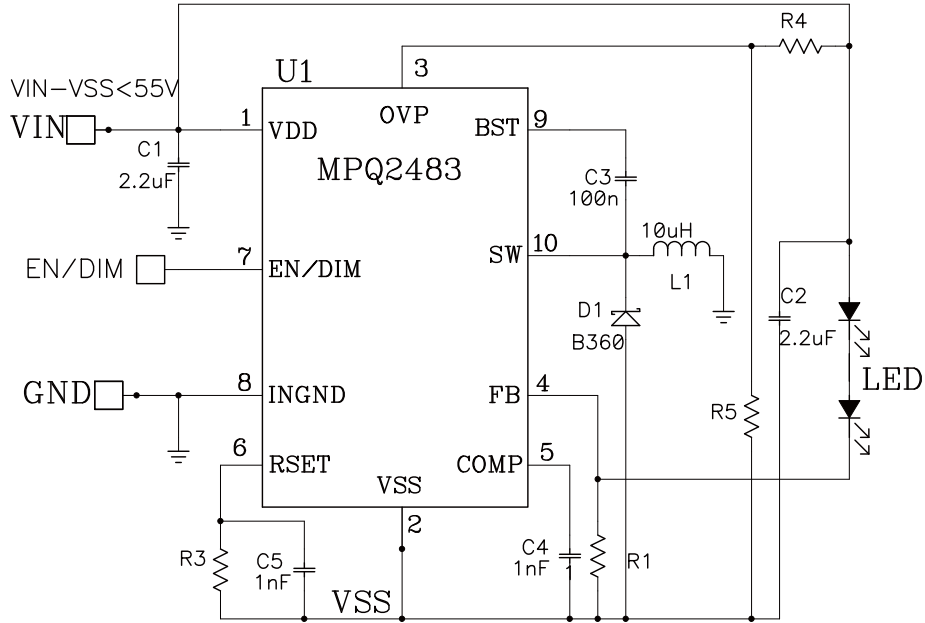 R4
U1
3
VIN-VSS<55V
OVP
VIN
1
VDD
BST
9
C1
2.2uF
MPQ2483
C3
100n
10uH
7
SW
10
EN/DIM
EN/DIM
L1
C2
D1
2.2uF
B360
LED
GND
8
INGND
FB
4
R5
6
RSET
COMP
5
VSS
2
R3
C5
1nF
C4
1nF
1
R1
VSS